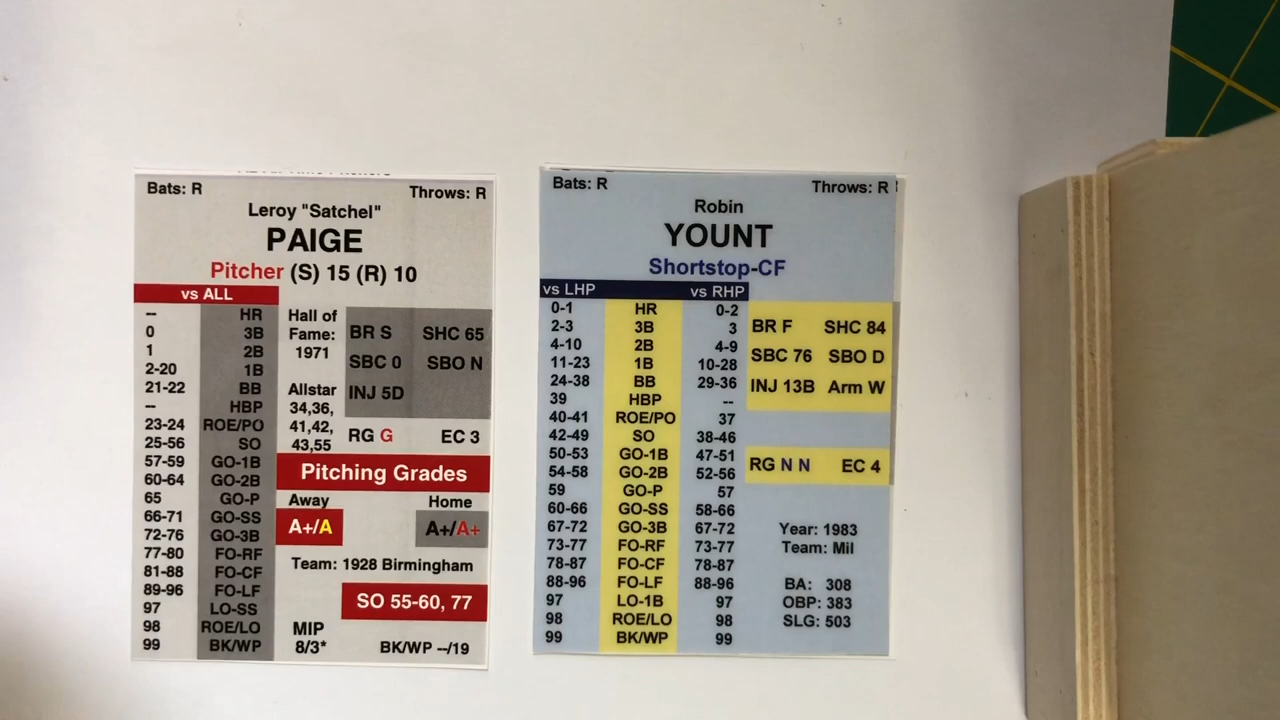 Bats: R Throws: R
Leroy "Satchel"
PAIGE
Pitcher (S) 15 (R) 10
vs ALL
-- HR
0 3B
1 2B
2-20 1B
21-22 BB
-- HBP
23-24 ROE/PO
25-56 SO
57-59 GO-1B
60-64 GO-2B
65 GO-P
66-71 GO-SS
72-76 GO-3B
77-80 FO-RF
81-88 FO-CF
89-96 FO-LF
97 LO-SS
98 ROE/LO
99 BK/WP
Hall of
Fame:
1971
Allstar
34,36,
41,42,
43,55
BR S SHC 65
SBC 0 SBO N
INJ 5D
RG G EC 3
Pitching Grades
Away Home
A+/A A+/A+
Team: 1928 Birmingham
SO 55-60, 77
MIP
8/3* BK/WP --/19
Bats: R Throws: R
Robin
YOUNT
Shortstop-CF
vs LHP vs RHP
0-1 HR 0-2
2-3 3B 3
4-10 2B 4-9
11-23 1B 10-28
24-38 BB 29-36
39 HBP --
40-41 ROE/PO 37
42-49 SO 38-46
50-53 GO-1B 47-51
54-58 GO-2B 52-56
59 GO-P 57
60-66 GO-SS 58-66
67-72 GO-3B 67-72
73-77 FO-RF 73-77
78-87 FO-CF 78-87
88-96 FO-LF 88-96
97 LO-1B 97
98 ROE/LO 98
99 BK/WP 99
BR F SHC 84
SBC 76 SBO D
INJ 13B Arm W
RG N N EC 4
Year: 1983
Team: Mil
BA: 308
OBP: 383
SLG: 503